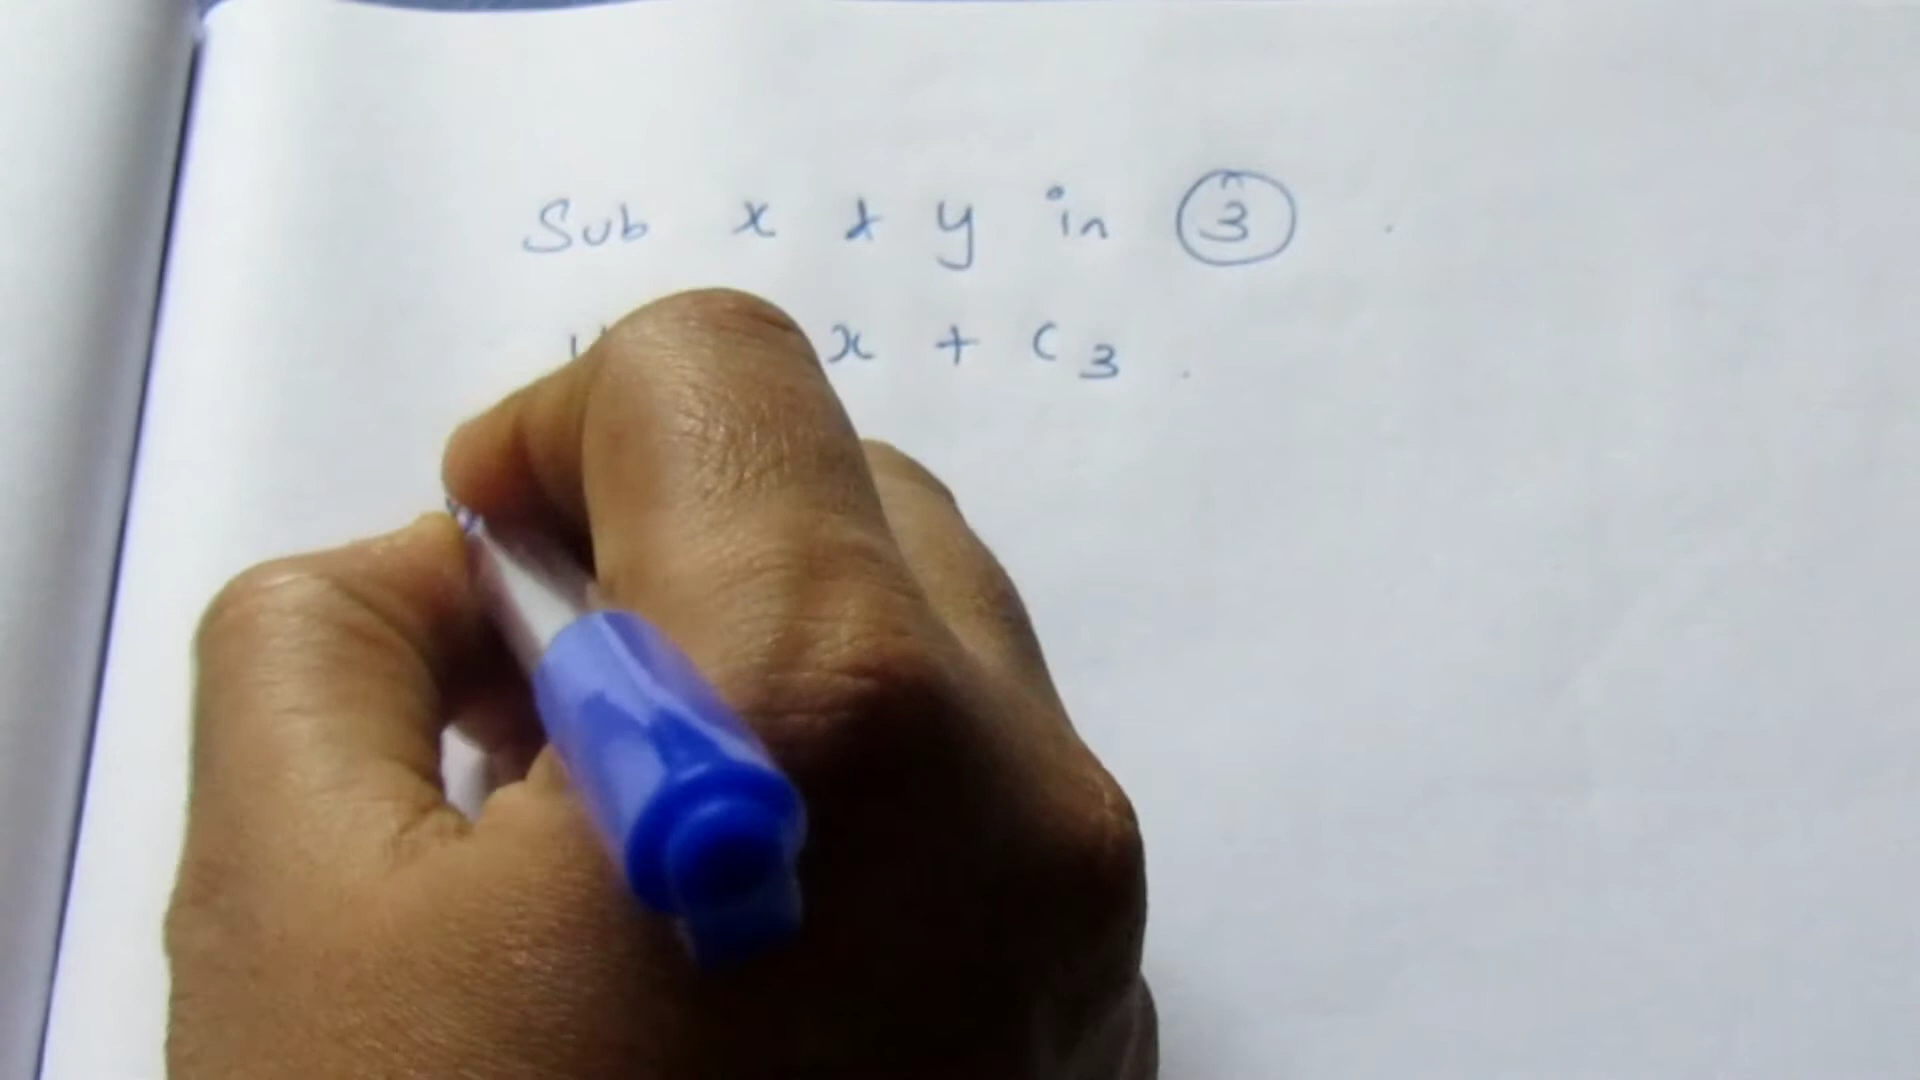 Sub x & y in ③
x + C3